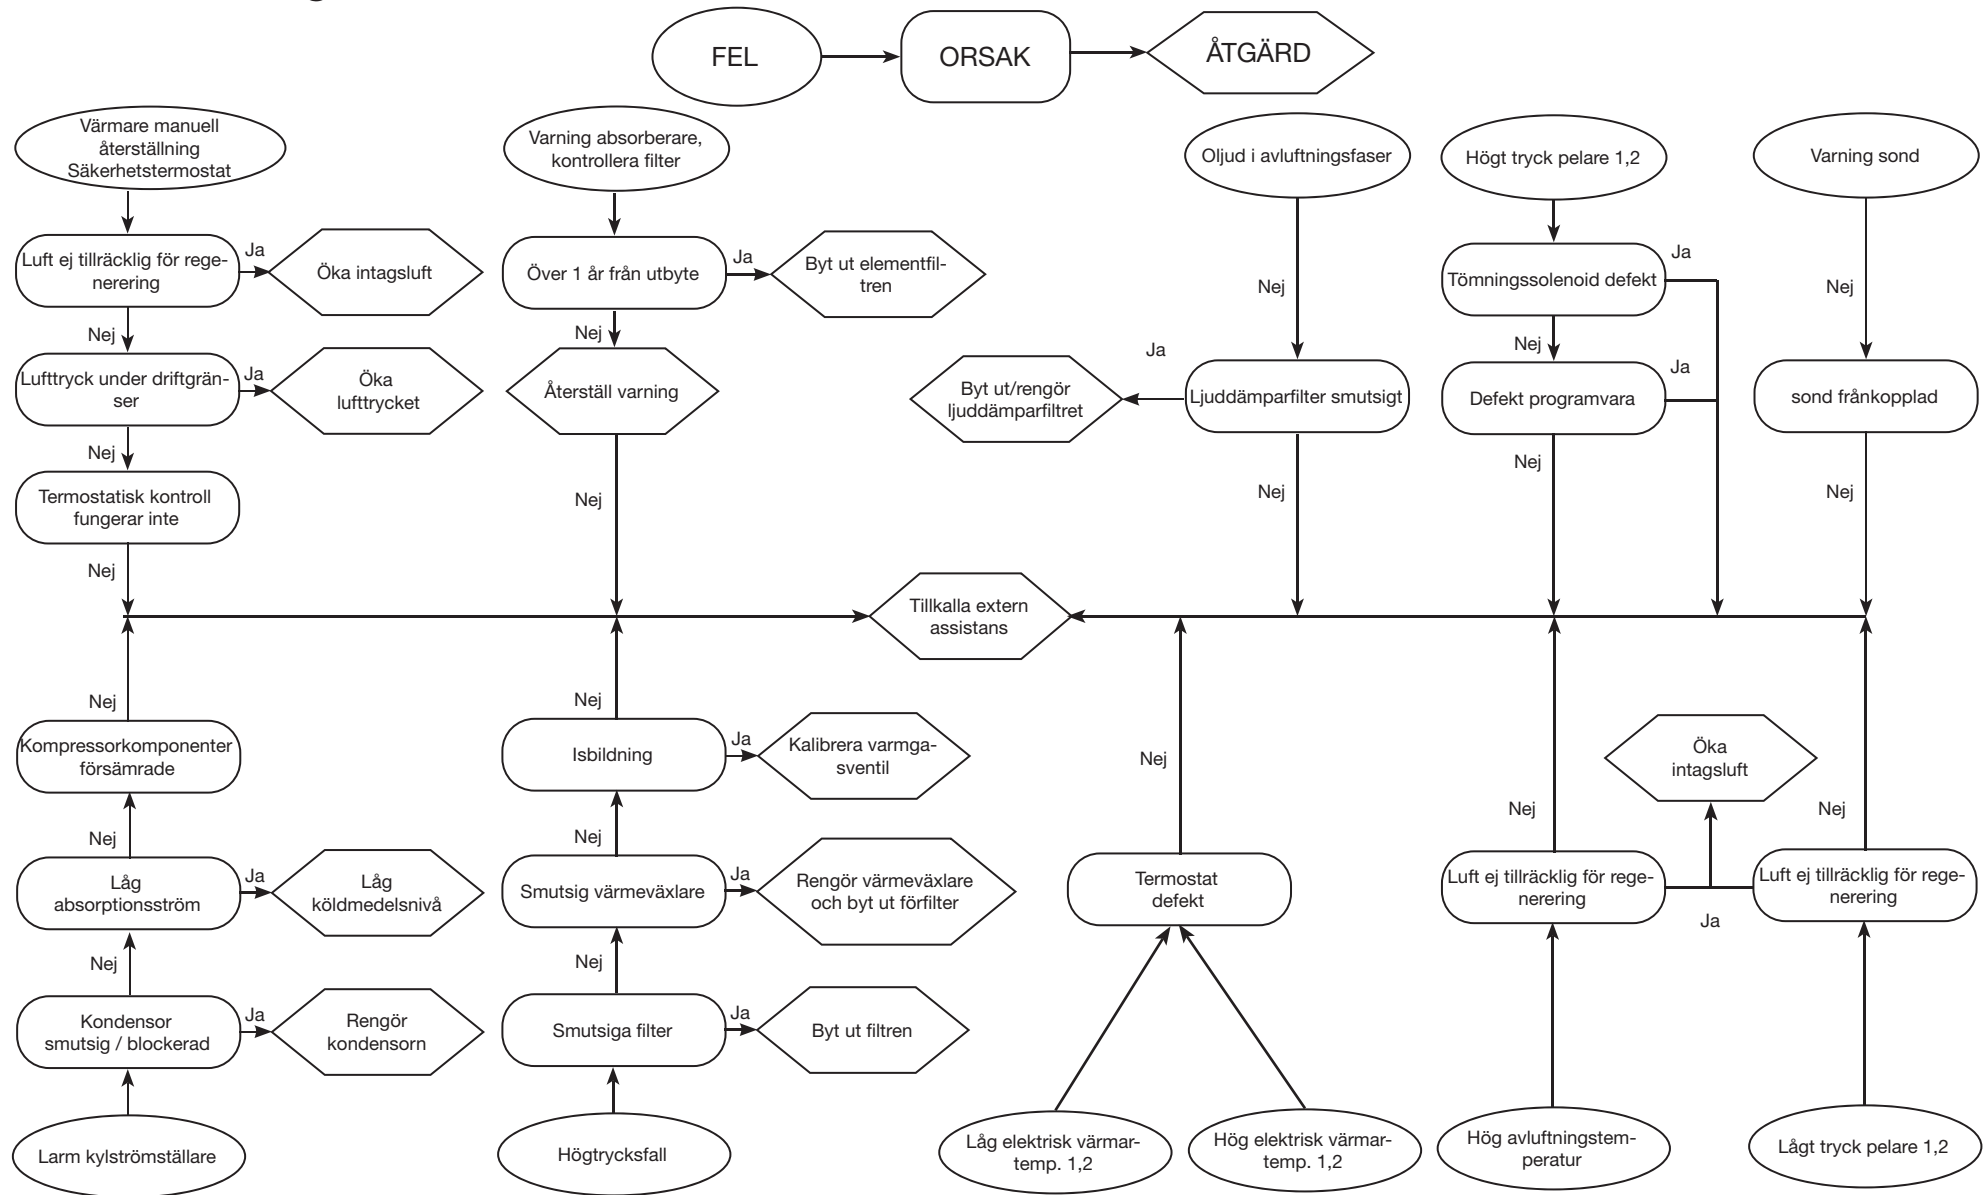 FEL
ORSAK
ÅTGÄRD
Värmare manuell
återställning
Säkerhetstermostat
Luft ej tillräcklig för rege-
nerering
Ja
Öka intagsluft
Nej
Lufttryck under driftgrän-
ser
Ja
Öka
lufttrycket
Nej
Termostatisk kontroll
fungerar inte
Nej
Varning absorberare,
kontrollera filter
Över 1 år från utbyte
Ja
Byt ut elementfil-
tren
Nej
Återställ varning
Nej
Oljud i avluftningsfaser
Nej
Ljuddämparfilter smutsigt
Ja
Byt ut/rengör
ljuddämparfiltret
Nej
Högt tryck pelare 1,2
Tömningssolenoid defekt
Ja
Nej
Defekt programvara
Ja
Nej
Varning sond
Nej
sond frånkopplad
Nej
Tillkalla extern
assistans
Nej
Kompressorkomponenter
försämrade
Nej
Låg
absorptionsström
Ja
Låg
köldmedelsnivå
Nej
Kondensor
smutsig / blockerad
Ja
Rengör
kondensorn
Larm kylströmställare
Nej
Isbildning
Ja
Kalibrera varmga-
sventil
Nej
Smutsig värmeväxlare
Ja
Rengör värmeväxlare
och byt ut förfilter
Nej
Smutsiga filter
Ja
Byt ut filtren
Högtrycksfall
Nej
Termostat
defekt
Låg elektrisk värmar-
temp. 1,2
Hög elektrisk värmar-
temp. 1,2
Nej
Luft ej tillräcklig för rege-
nerering
Hög avluftningstem-
peratur
Öka
intagsluft
Ja
Nej
Luft ej tillräcklig för rege-
nerering
Lågt tryck pelare 1,2